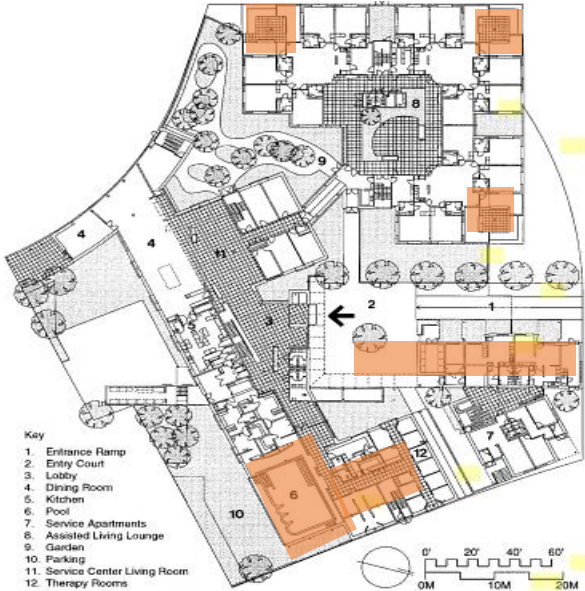 8
9
4
4
11
3
2
1
7
12
6
10
Key
1. Entrance Ramp
2. Entry Court
3. Lobby
4. Dining Room
5. Kitchen
6. Pool
7. Service Apartments
8. Assisted Living Lounge
9. Garden
10. Parking
11. Service Center Living Room
12. Therapy Rooms
0' 20' 40' 60'
0M 10M 20M